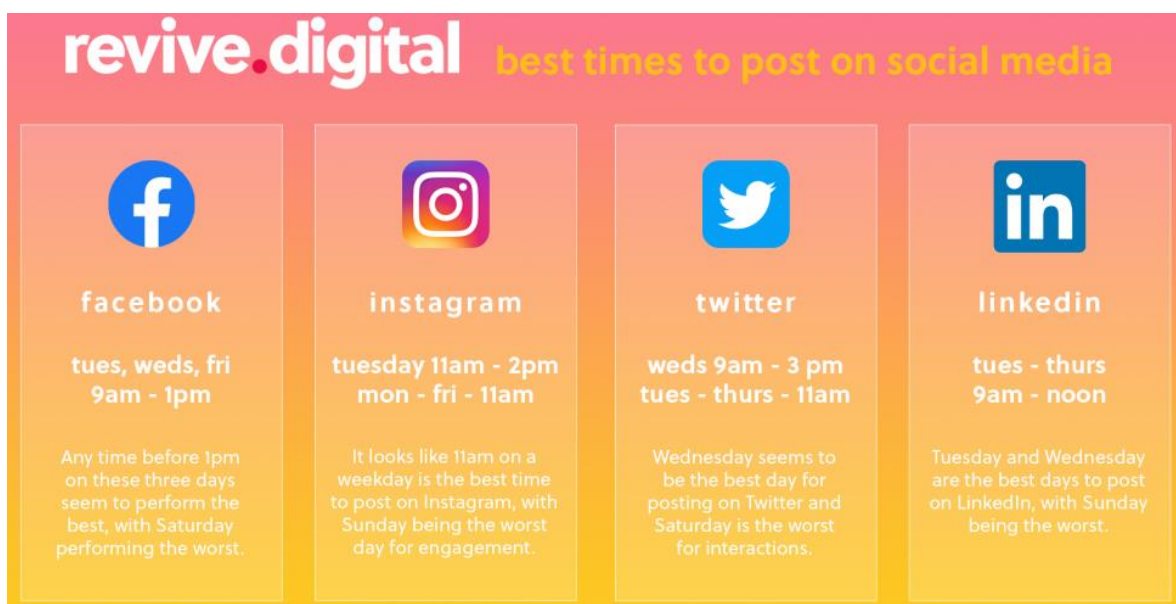 revive.digital best times to post on social media
facebook
tues, weds, fri
9am - 1pm
Any time before 1pm
on these three days
seem to perform the
best, with Saturday
performing the worst.
instagram
tuesday 11am - 2pm
mon - fri - 11am
It looks like 11am on a
weekday is the best time
to post on Instagram, with
Sunday being the worst
day for engagement.
twitter
weds 9am - 3 pm
tues - thurs - 11am
Wednesday seems to
be the best day for
posting on Twitter and
Saturday is the worst
for interactions.
in
linkedin
tues - thurs
9am - noon
Tuesday and Wednesday
are the best days to post
on LinkedIn, with Sunday
being the worst.